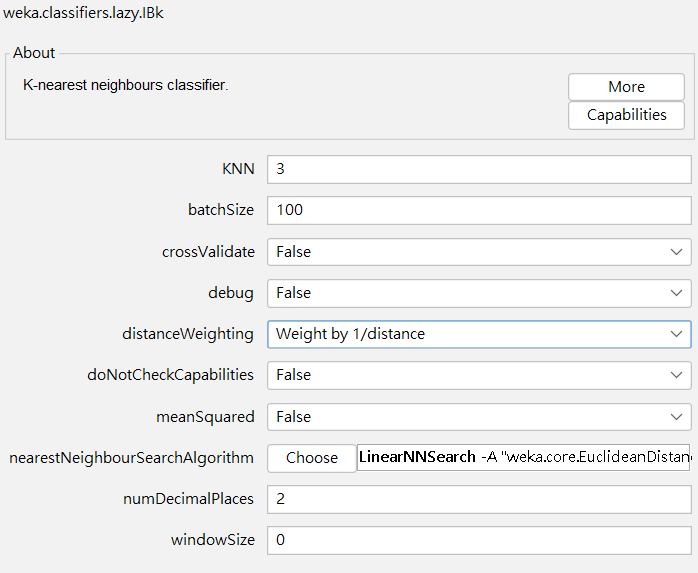 weka.classifiers.lazy.IBk
About
K-nearest neighbours classifier.
More
Capabilities
KNN 3
batchSize 100
crossValidate False
debug False
distanceWeighting Weight by 1/distance
doNotCheckCapabilities False
meanSquared False
nearestNeighbourSearchAlgorithm Choose LinearNNSearch -A "weka.core.EuclideanDistan
numDecimalPlaces 2
windowSize 0